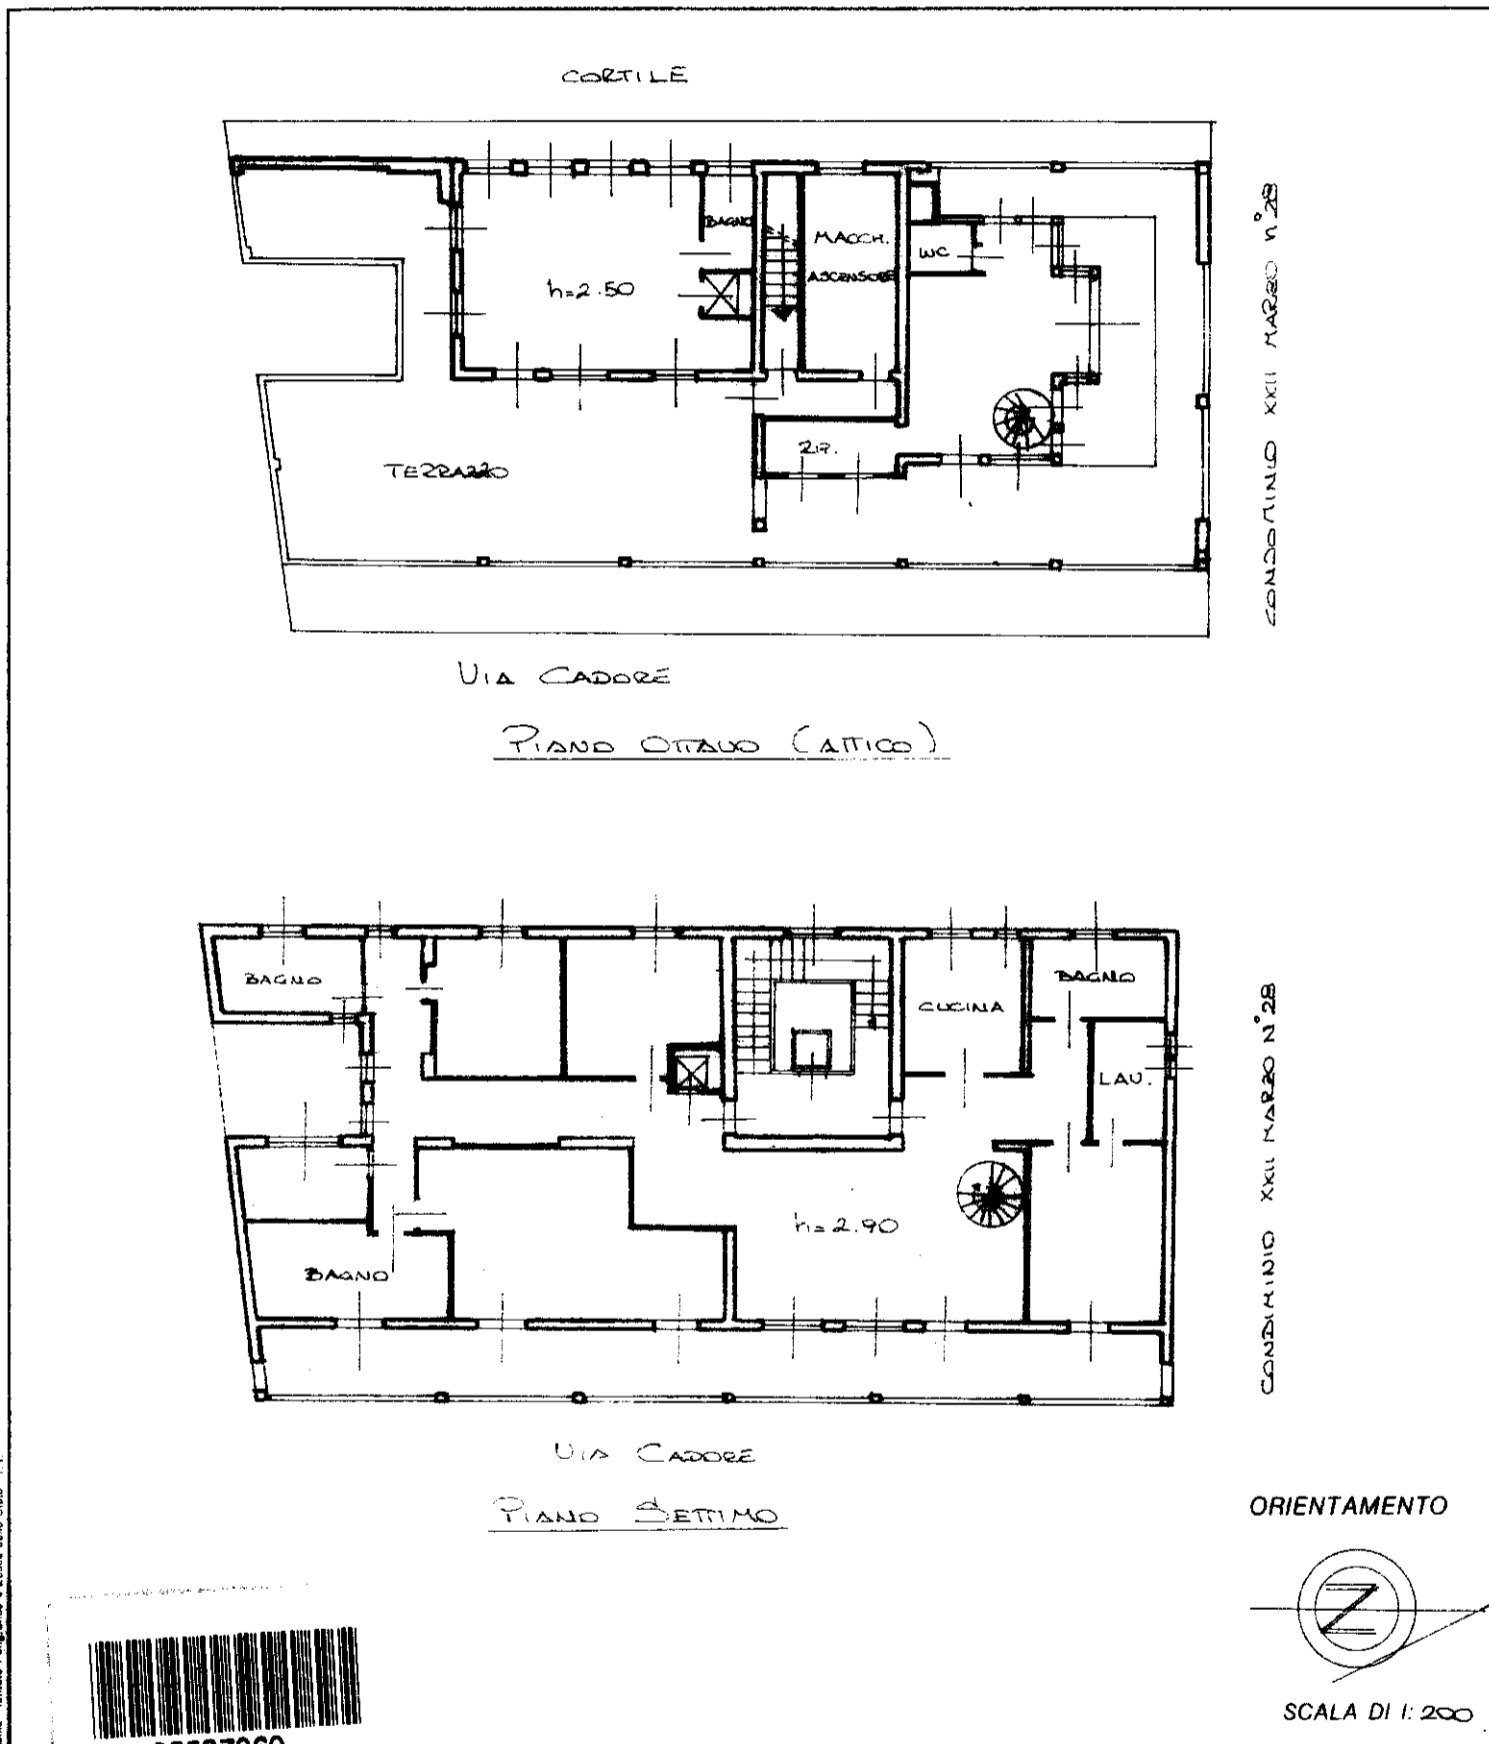 CORTILE
BAGNO
MACCH.
ASCENSORE
WC
h=2.50
RIP.
TERRAZZO
CONDOMINIO XXII MARZO n° 28
VIA CADORE
PIANO OTTAVO (ATTICO)
BAGNO
CUCINA
BAGNO
LAV.
h=2.90
BAGNO
CONDIMINIO XXII MARZO N° 28
VIA CADORE
PIANO SETTIMO
ORIENTAMENTO
N
SCALA DI 1: 200